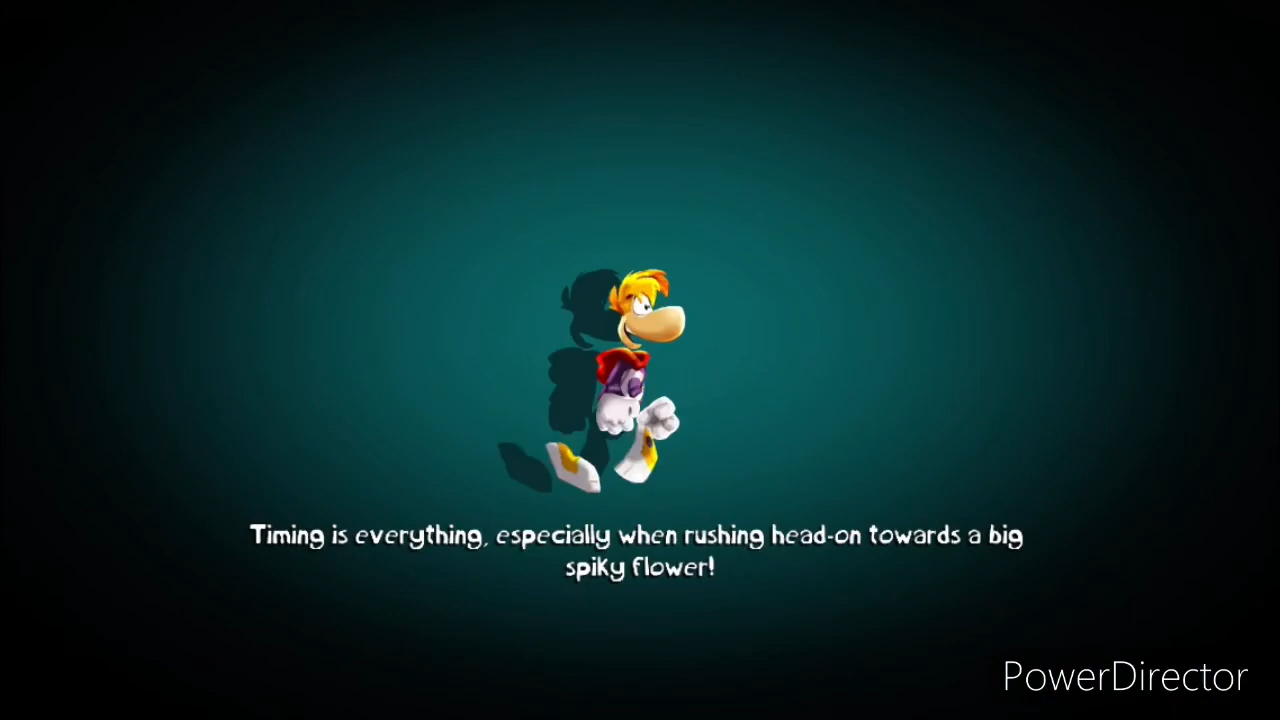 Timing is everything, especially when rushing head-on towards a big
spiky flower!
PowerDirector